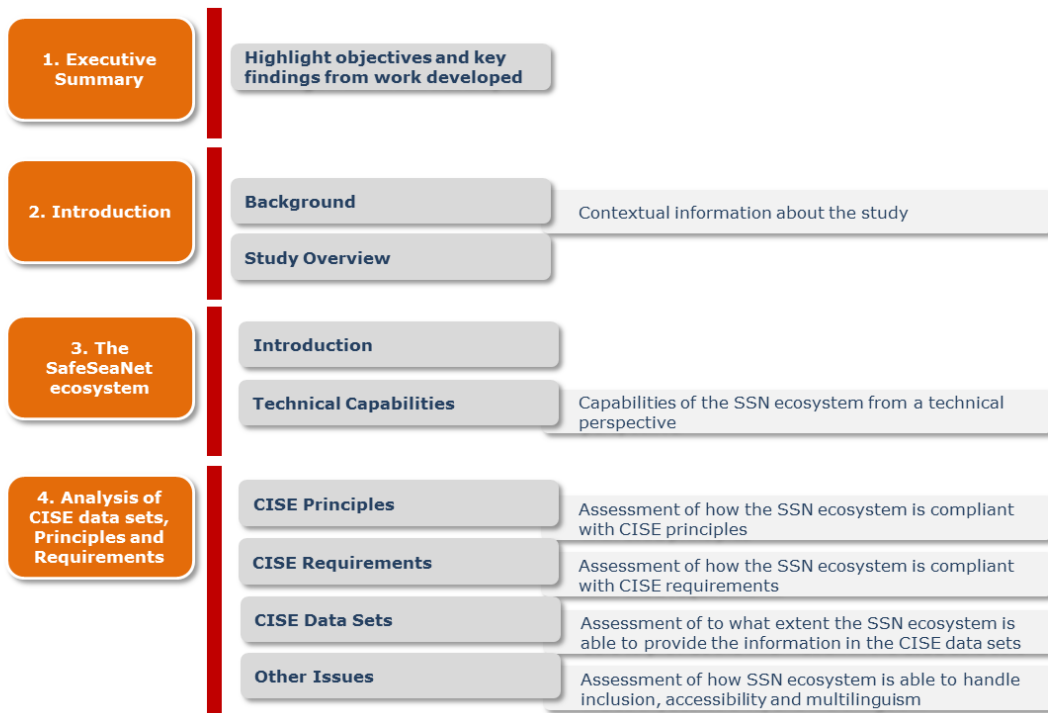 1. Executive
Summary
Highlight objectives and key
findings from work developed
2. Introduction
Background
Contextual information about the study
Study Overview
3. The
SafeSeaNet
ecosystem
Introduction
Technical Capabilities
Capabilities of the SSN ecosystem from a technical
perspective
4. Analysis of
CISE data sets,
Principles and
Requirements
CISE Principles
Assessment of how the SSN ecosystem is compliant
with CISE principles
CISE Requirements
Assessment of how the SSN ecosystem is compliant
with CISE requirements
CISE Data Sets
Assessment of to what extent the SSN ecosystem is
able to provide the information in the CISE data sets
Other Issues
Assessment of how SSN ecosystem is able to handle
inclusion, accessibility and multilinguism